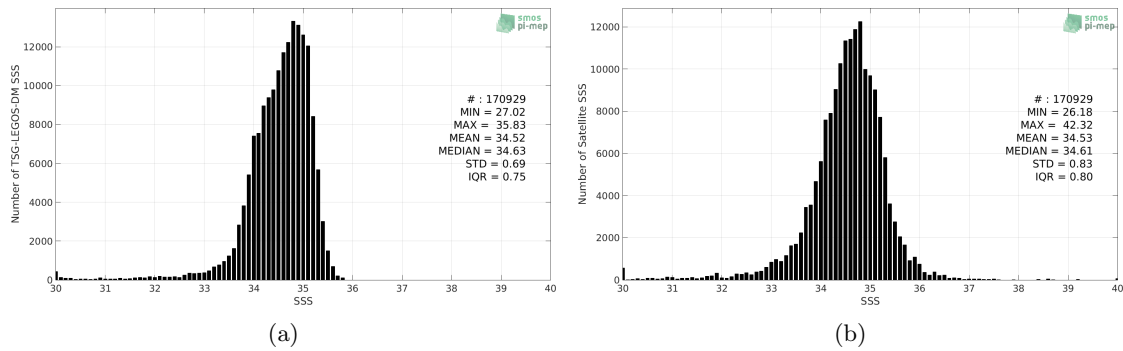 smos
pi-mep
12000
10000
8000
6000
4000
2000
0
Number of TSG-LEGOS-DM SSS
# : 170929
MIN = 27.02
MAX = 35.83
MEAN = 34.52
MEDIAN = 34.63
STD = 0.69
IQR = 0.75
30 31 32 33 34 35 36 37 38 39 40
SSS
(a)
smos
pi-mep
12000
10000
8000
6000
4000
2000
0
Number of Satellite SSS
# : 170929
MIN = 26.18
MAX = 42.32
MEAN = 34.53
MEDIAN = 34.61
STD = 0.83
IQR = 0.80
30 31 32 33 34 35 36 37 38 39 40
SSS
(b)